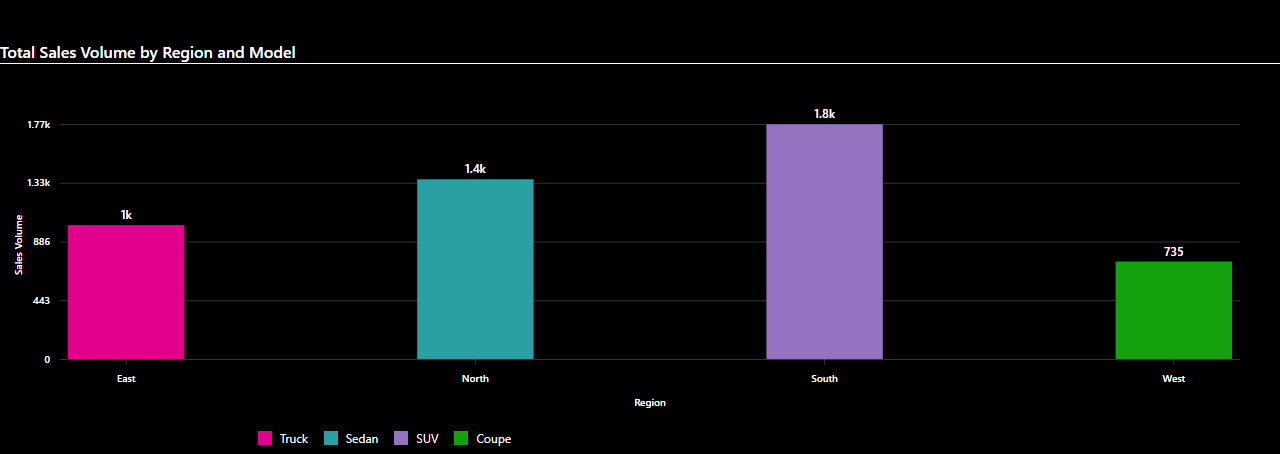 Total Sales Volume by Region and Model
1.8k
1.77k
1.4k
1.33k
1k
886
735
443
0
Sales Volume
East North South West
Region
Truck Sedan SUV Coupe